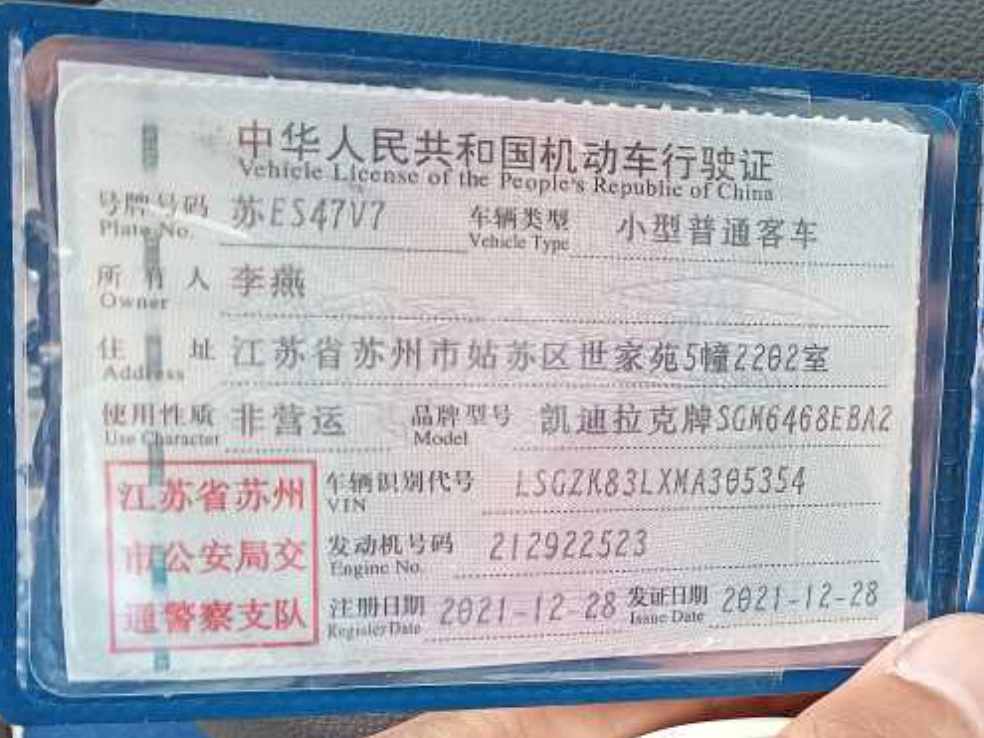 中华人民共和国机动车行驶证
Vehicle License of the People's Republic of China
号牌号码 苏ES47V7 车辆类型 小型普通客车
Plate No. Vehicle Type
所有人 李燕
Owner
住址 江苏省苏州市姑苏区世家苑5幢2202室
Address
使用性质 非营运 品牌型号 凯迪拉克牌SGM6468EBA2
Use Character Model
江苏省苏州 车辆识别代号 LSGZK83LXMA305354
VIN
市公安局交 发动机号码 212922523
Engine No.
通警察支队 注册日期 2021-12-28 发证日期 2021-12-28
Register Date Issue Date